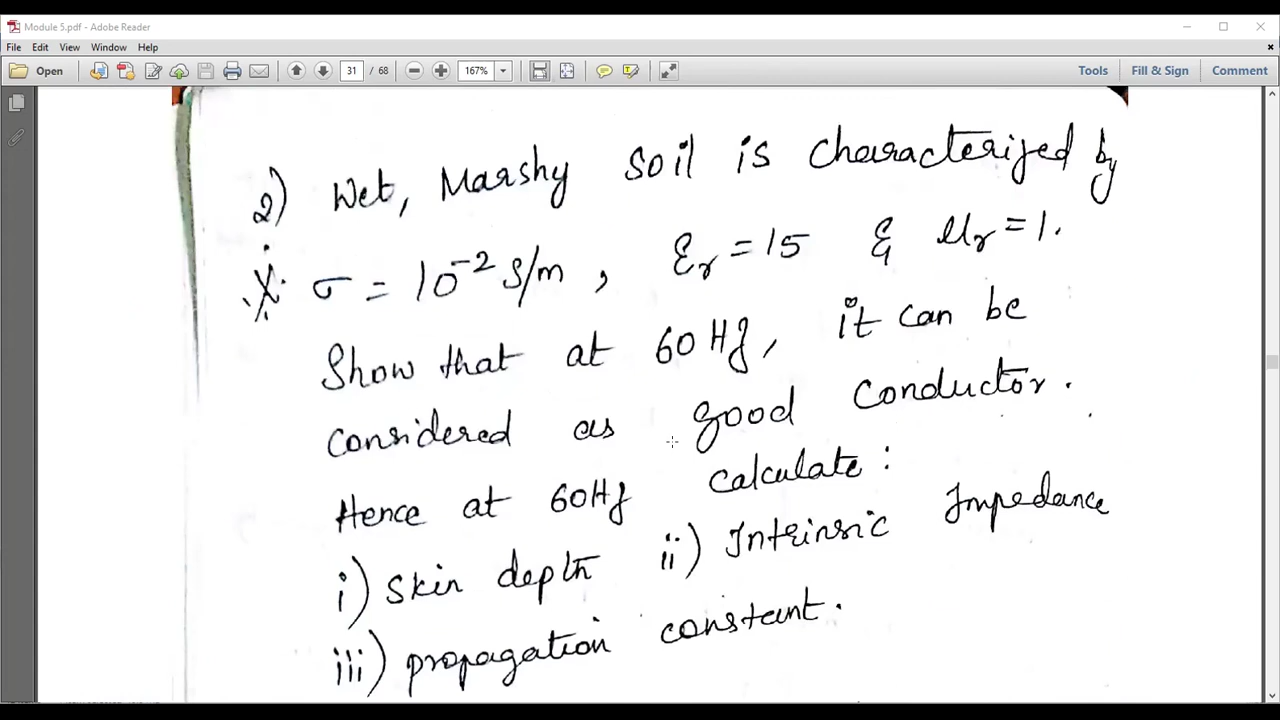 Module 5.pdf - Adobe Reader
File Edit View Window Help
Open 31 / 68 167% Tools Fill & Sign Comment
2) Wet, Marshy soil is characterized by
σ = 10⁻² S/m, εr = 15 & μr = 1.
Show that at 60Hz, it can be
considered as good conductor.
Hence at 60Hz calculate:
i) skin depth ii) Intrinsic Impedance
iii) propagation constant.